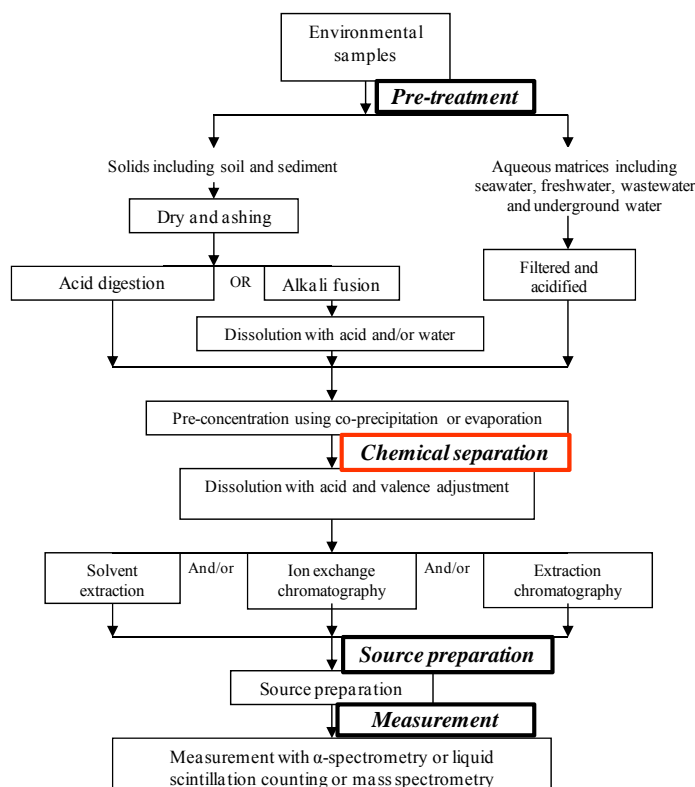 Environmental
samples
Pre-treatment
Solids including soil and sediment
Aqueous matrices including
seawater, freshwater, wastewater
and underground water
Dry and ashing
Acid digestion
OR
Alkali fusion
Filtered and
acidified
Dissolution with acid and/or water
Pre-concentration using co-precipitation or evaporation
Chemical separation
Dissolution with acid and valence adjustment
Solvent
extraction
And/or
Ion exchange
chromatography
And/or
Extraction
chromatography
Source preparation
Source preparation
Measurement
Measurement with α-spectrometry or liquid
scintillation counting or mass spectrometry